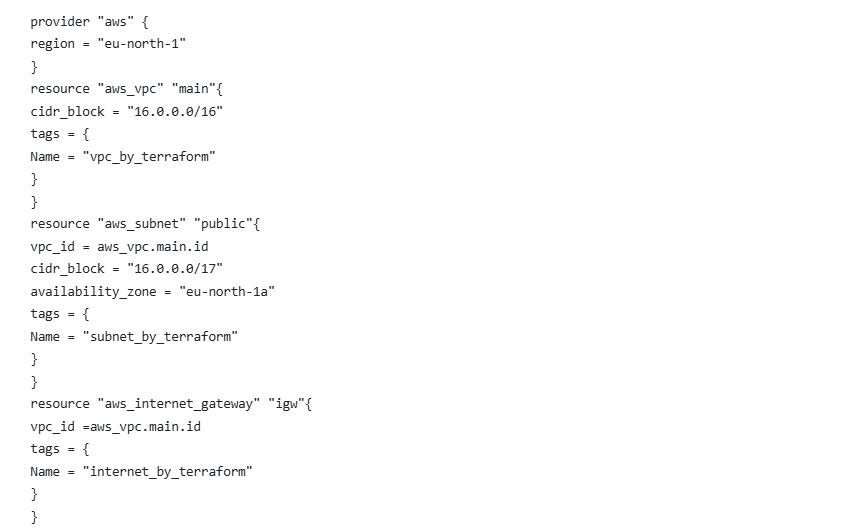 provider "aws" {
region = "eu-north-1"
}
resource "aws_vpc" "main"{
cidr_block = "16.0.0.0/16"
tags = {
Name = "vpc_by_terraform"
}
}
resource "aws_subnet" "public"{
vpc_id = aws_vpc.main.id
cidr_block = "16.0.0.0/17"
availability_zone = "eu-north-1a"
tags = {
Name = "subnet_by_terraform"
}
}
resource "aws_internet_gateway" "igw"{
vpc_id =aws_vpc.main.id
tags = {
Name = "internet_by_terraform"
}
}